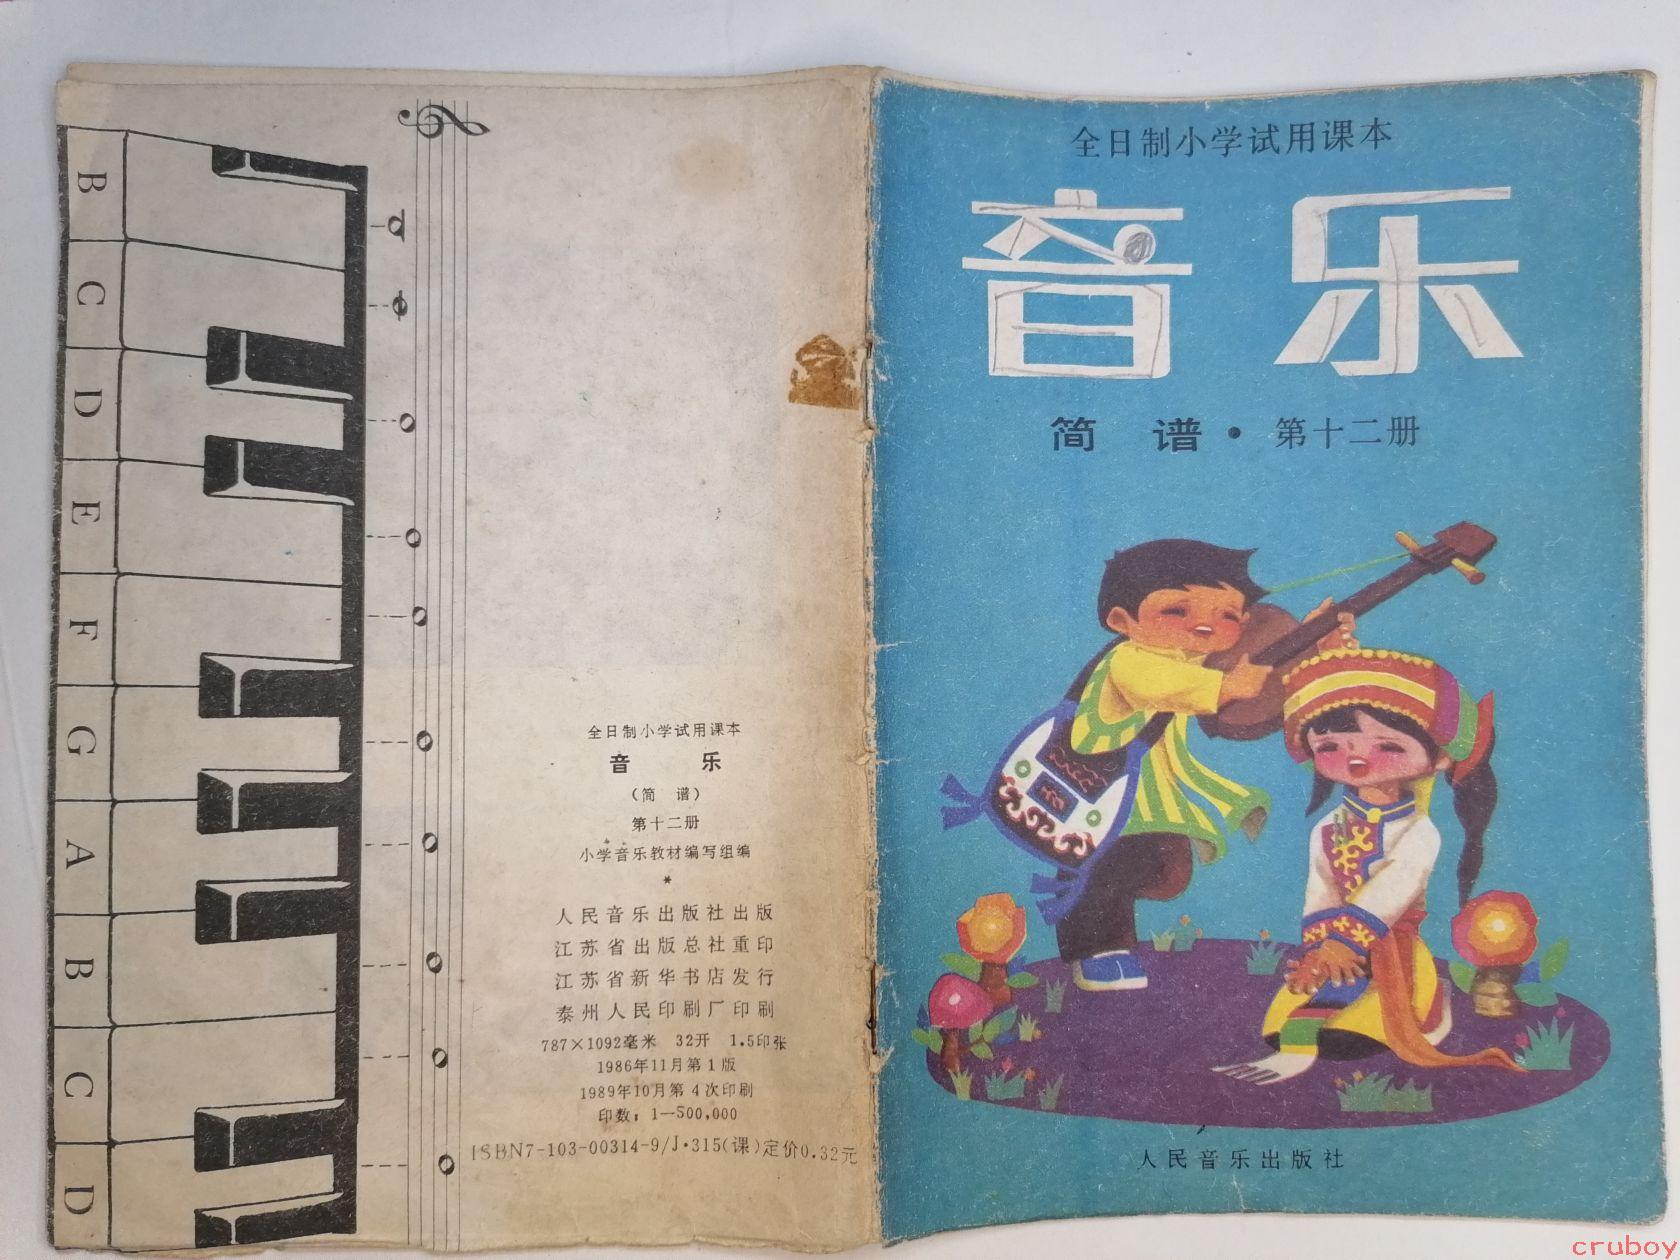 全日制小学试用课本
音乐
简 谱·第十二册
人民音乐出版社
B
C
D
E
F
G
A
B
C
D
全日制小学试用课本
音 乐
（简 谱）
第十二册
小学音乐教材编写组编
*
人民音乐出版社出版
江苏省出版总社重印
江苏省新华书店发行
泰州人民印刷厂印刷
787×1092毫米 32开 1.5印张
1986年11月第1版
1989年10月第4次印刷
印数：1—500,000
ISBN7-103-00314-9/J·315(课)定价0.32元
cruboy